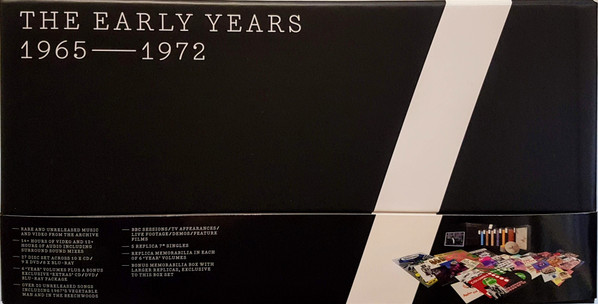 THE EARLY YEARS
1965—1972
— RARE AND UNRELEASED MUSIC
AND VIDEO FROM THE ARCHIVE
— 14+ HOURS OF VIDEO AND 12+
HOURS OF AUDIO INCLUDING
SURROUND SOUND MIXES
— 27 DISC SET ACROSS 10 X CD/
9 X DVD/8 X BLU-RAY
— 6 'YEAR' VOLUMES PLUS A BONUS
EXCLUSIVE 'EXTRAS' CD/DVD/
BLU-RAY PACKAGE
— OVER 20 UNRELEASED SONGS
INCLUDING 1967'S VEGETABLE
MAN AND IN THE BEECHWOODS
— BBC SESSIONS/TV APPEARANCES/
LIVE FOOTAGE/DEMOS/FEATURE
FILMS
— 5 REPLICA 7" SINGLES
— REPLICA MEMORABILIA IN EACH
OF 6 'YEAR' VOLUMES
— BONUS MEMORABILIA BOX WITH
LARGER REPLICAS, EXCLUSIVE
TO THIS BOX SET